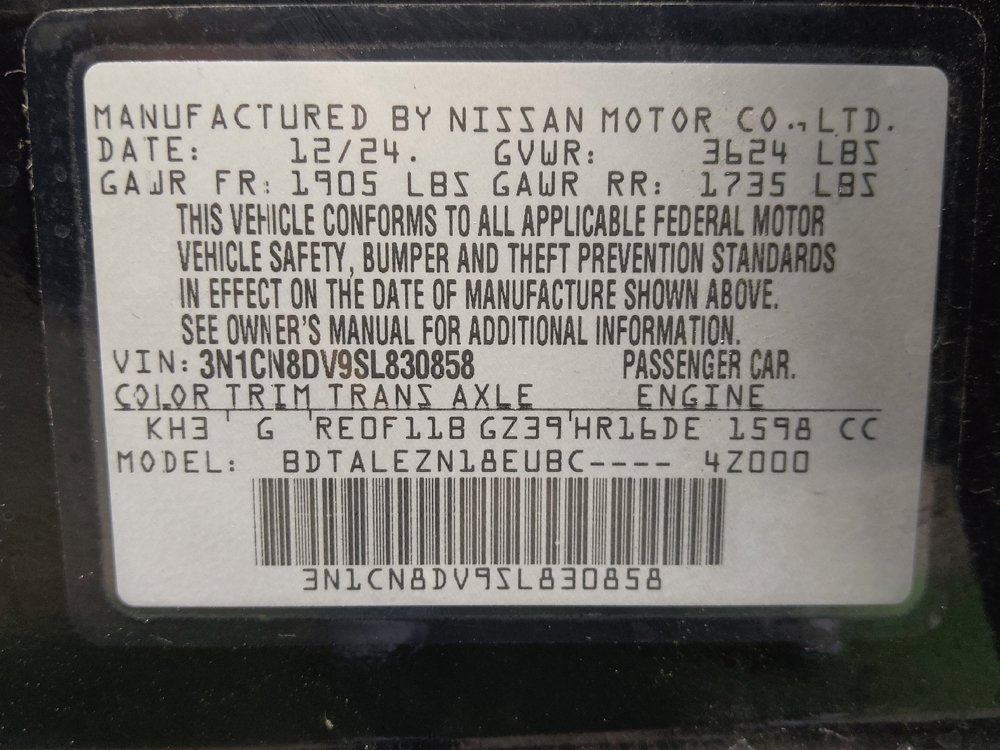 MANUFACTURED BY NISSAN MOTOR CO., LTD.
DATE: 12/24. GVWR: 3624 LBS
GAWR FR: 1905 LBS GAWR RR: 1735 LBS
THIS VEHICLE CONFORMS TO ALL APPLICABLE FEDERAL MOTOR
VEHICLE SAFETY, BUMPER AND THEFT PREVENTION STANDARDS
IN EFFECT ON THE DATE OF MANUFACTURE SHOWN ABOVE.
SEE OWNER'S MANUAL FOR ADDITIONAL INFORMATION.
VIN: 3N1CN8DV9SL830858 PASSENGER CAR.
COLOR TRIM TRANS AXLE ENGINE
KH3 G RE0F11B GZ39 HR16DE 1598 CC
MODEL: BDTALEZN18EUBC---- 4Z000
3N1CN8DV9SL830858